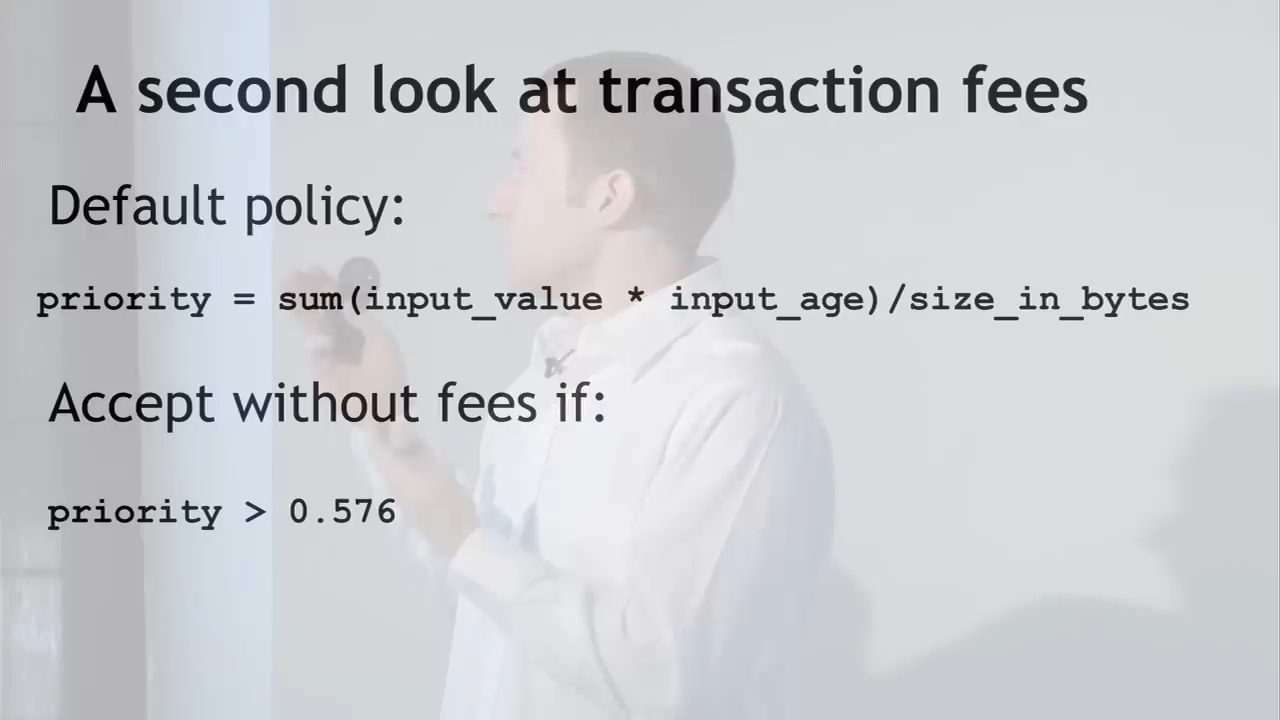 A second look at transaction fees
Default policy:
priority = sum(input_value * input_age)/size_in_bytes
Accept without fees if:
priority > 0.576